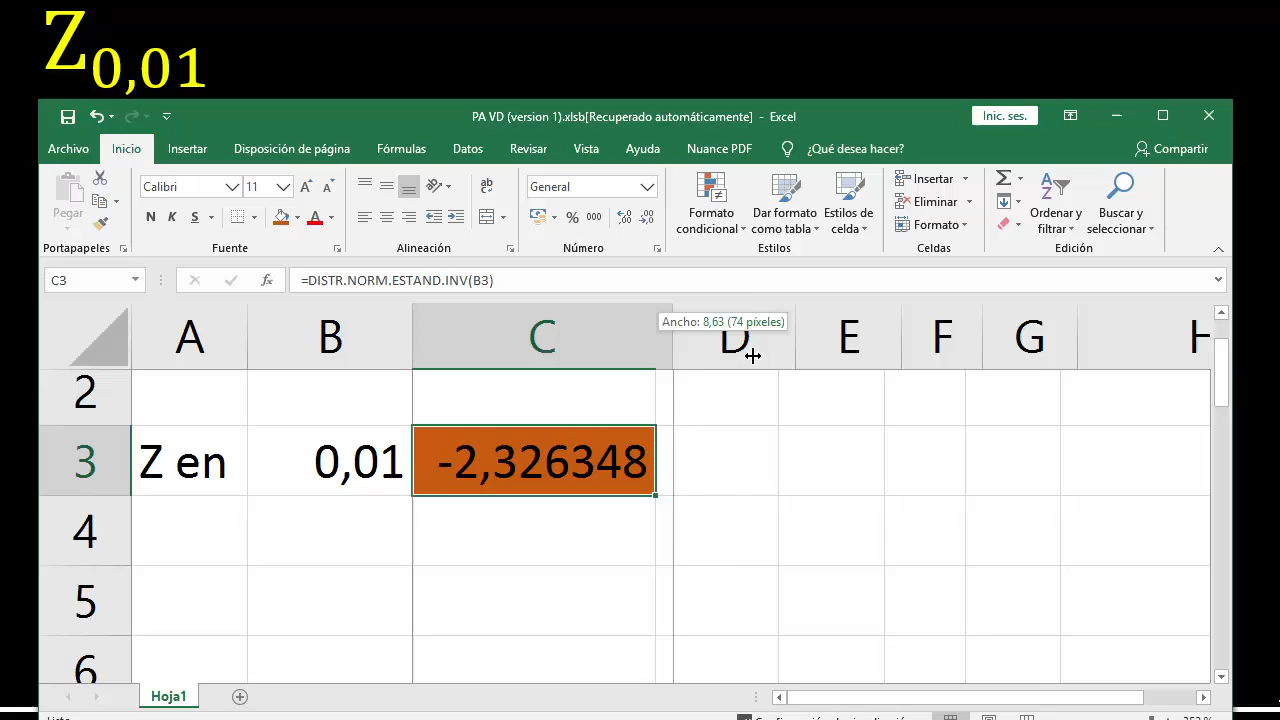 Z0,01
PA VD (version 1).xlsb[Recuperado automáticamente] - Excel
Inic. ses.
Archivo Inicio Insertar Disposición de página Fórmulas Datos Revisar Vista Ayuda Nuance PDF ¿Qué desea hacer? Compartir
Pegar
Calibri 11
N K S
ab
c
General
% 000
Formato condicional
Dar formato como tabla
Estilos de celda
Insertar
Eliminar
Formato
Ordenar y filtrar
Buscar y seleccionar
Portapapeles Fuente Alineación Número Estilos Celdas Edición
C3 fx =DISTR.NORM.ESTAND.INV(B3)
Ancho: 8,63 (74 píxeles)
A B C D E F G H
2
3 Z en 0,01 -2,326348
4
5
6
Hoja1